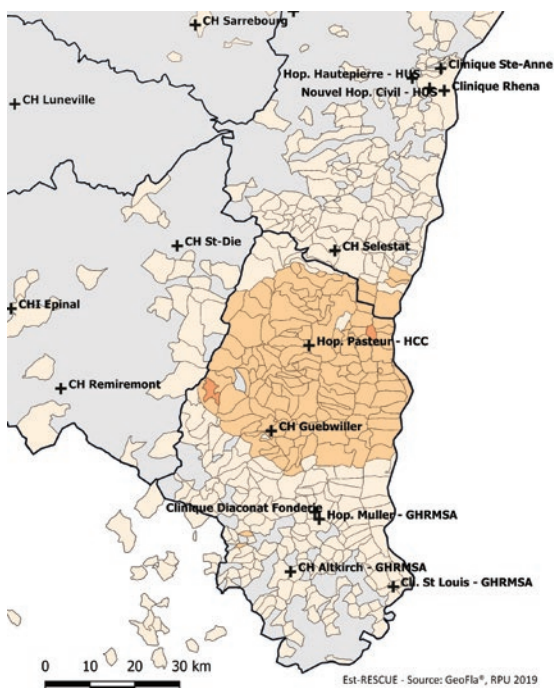 CH Sarrebourg
Clinique Ste-Anne
Hop. Hautepierre - HUS
Nouvel Hop. Civil - HUS
Clinique Rhena
CH Luneville
CH St-Die
CH Selestat
CHI Epinal
Hop. Pasteur - HCC
CH Remiremont
CH Guebwiller
Clinique Diaconat Fonderie
Hop. Muller - GHRMSA
CH Altkirch - GHRMSA
CH. St Louis - GHRMSA
0 10 20 30 km
Est-RESCUE - Source: GeoFla®, RPU 2019